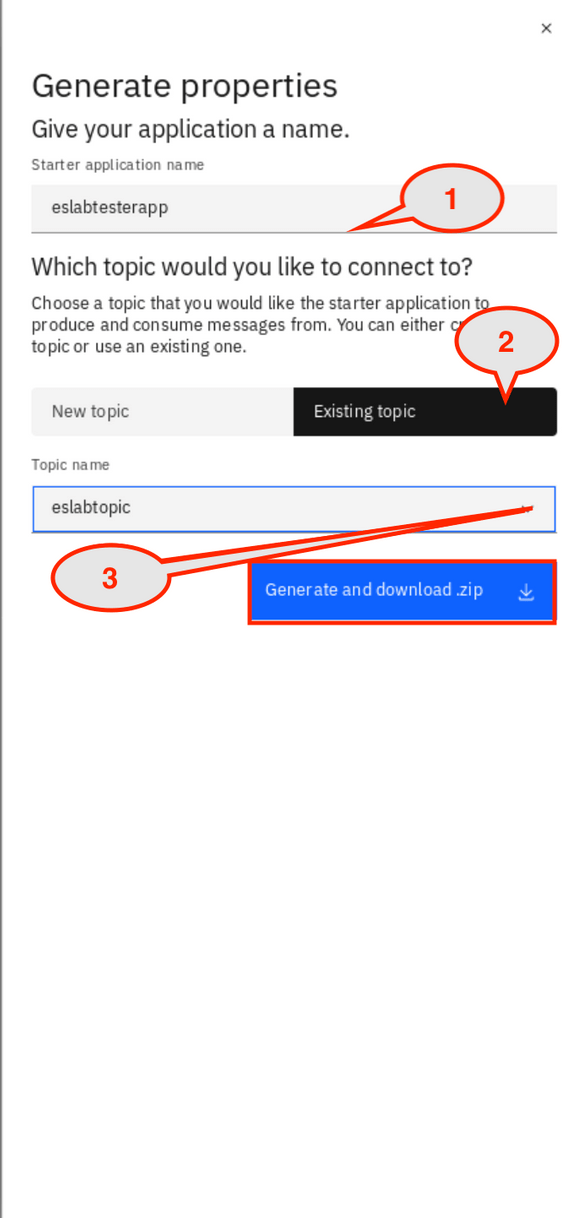 ×
Generate properties
Give your application a name.
Starter application name
eslabtesterapp
1
Which topic would you like to connect to?
Choose a topic that you would like the starter application to
produce and consume messages from. You can either
topic or use an existing one.
2
New topic
Existing topic
Topic name
eslabtopic
3
Generate and download .zip